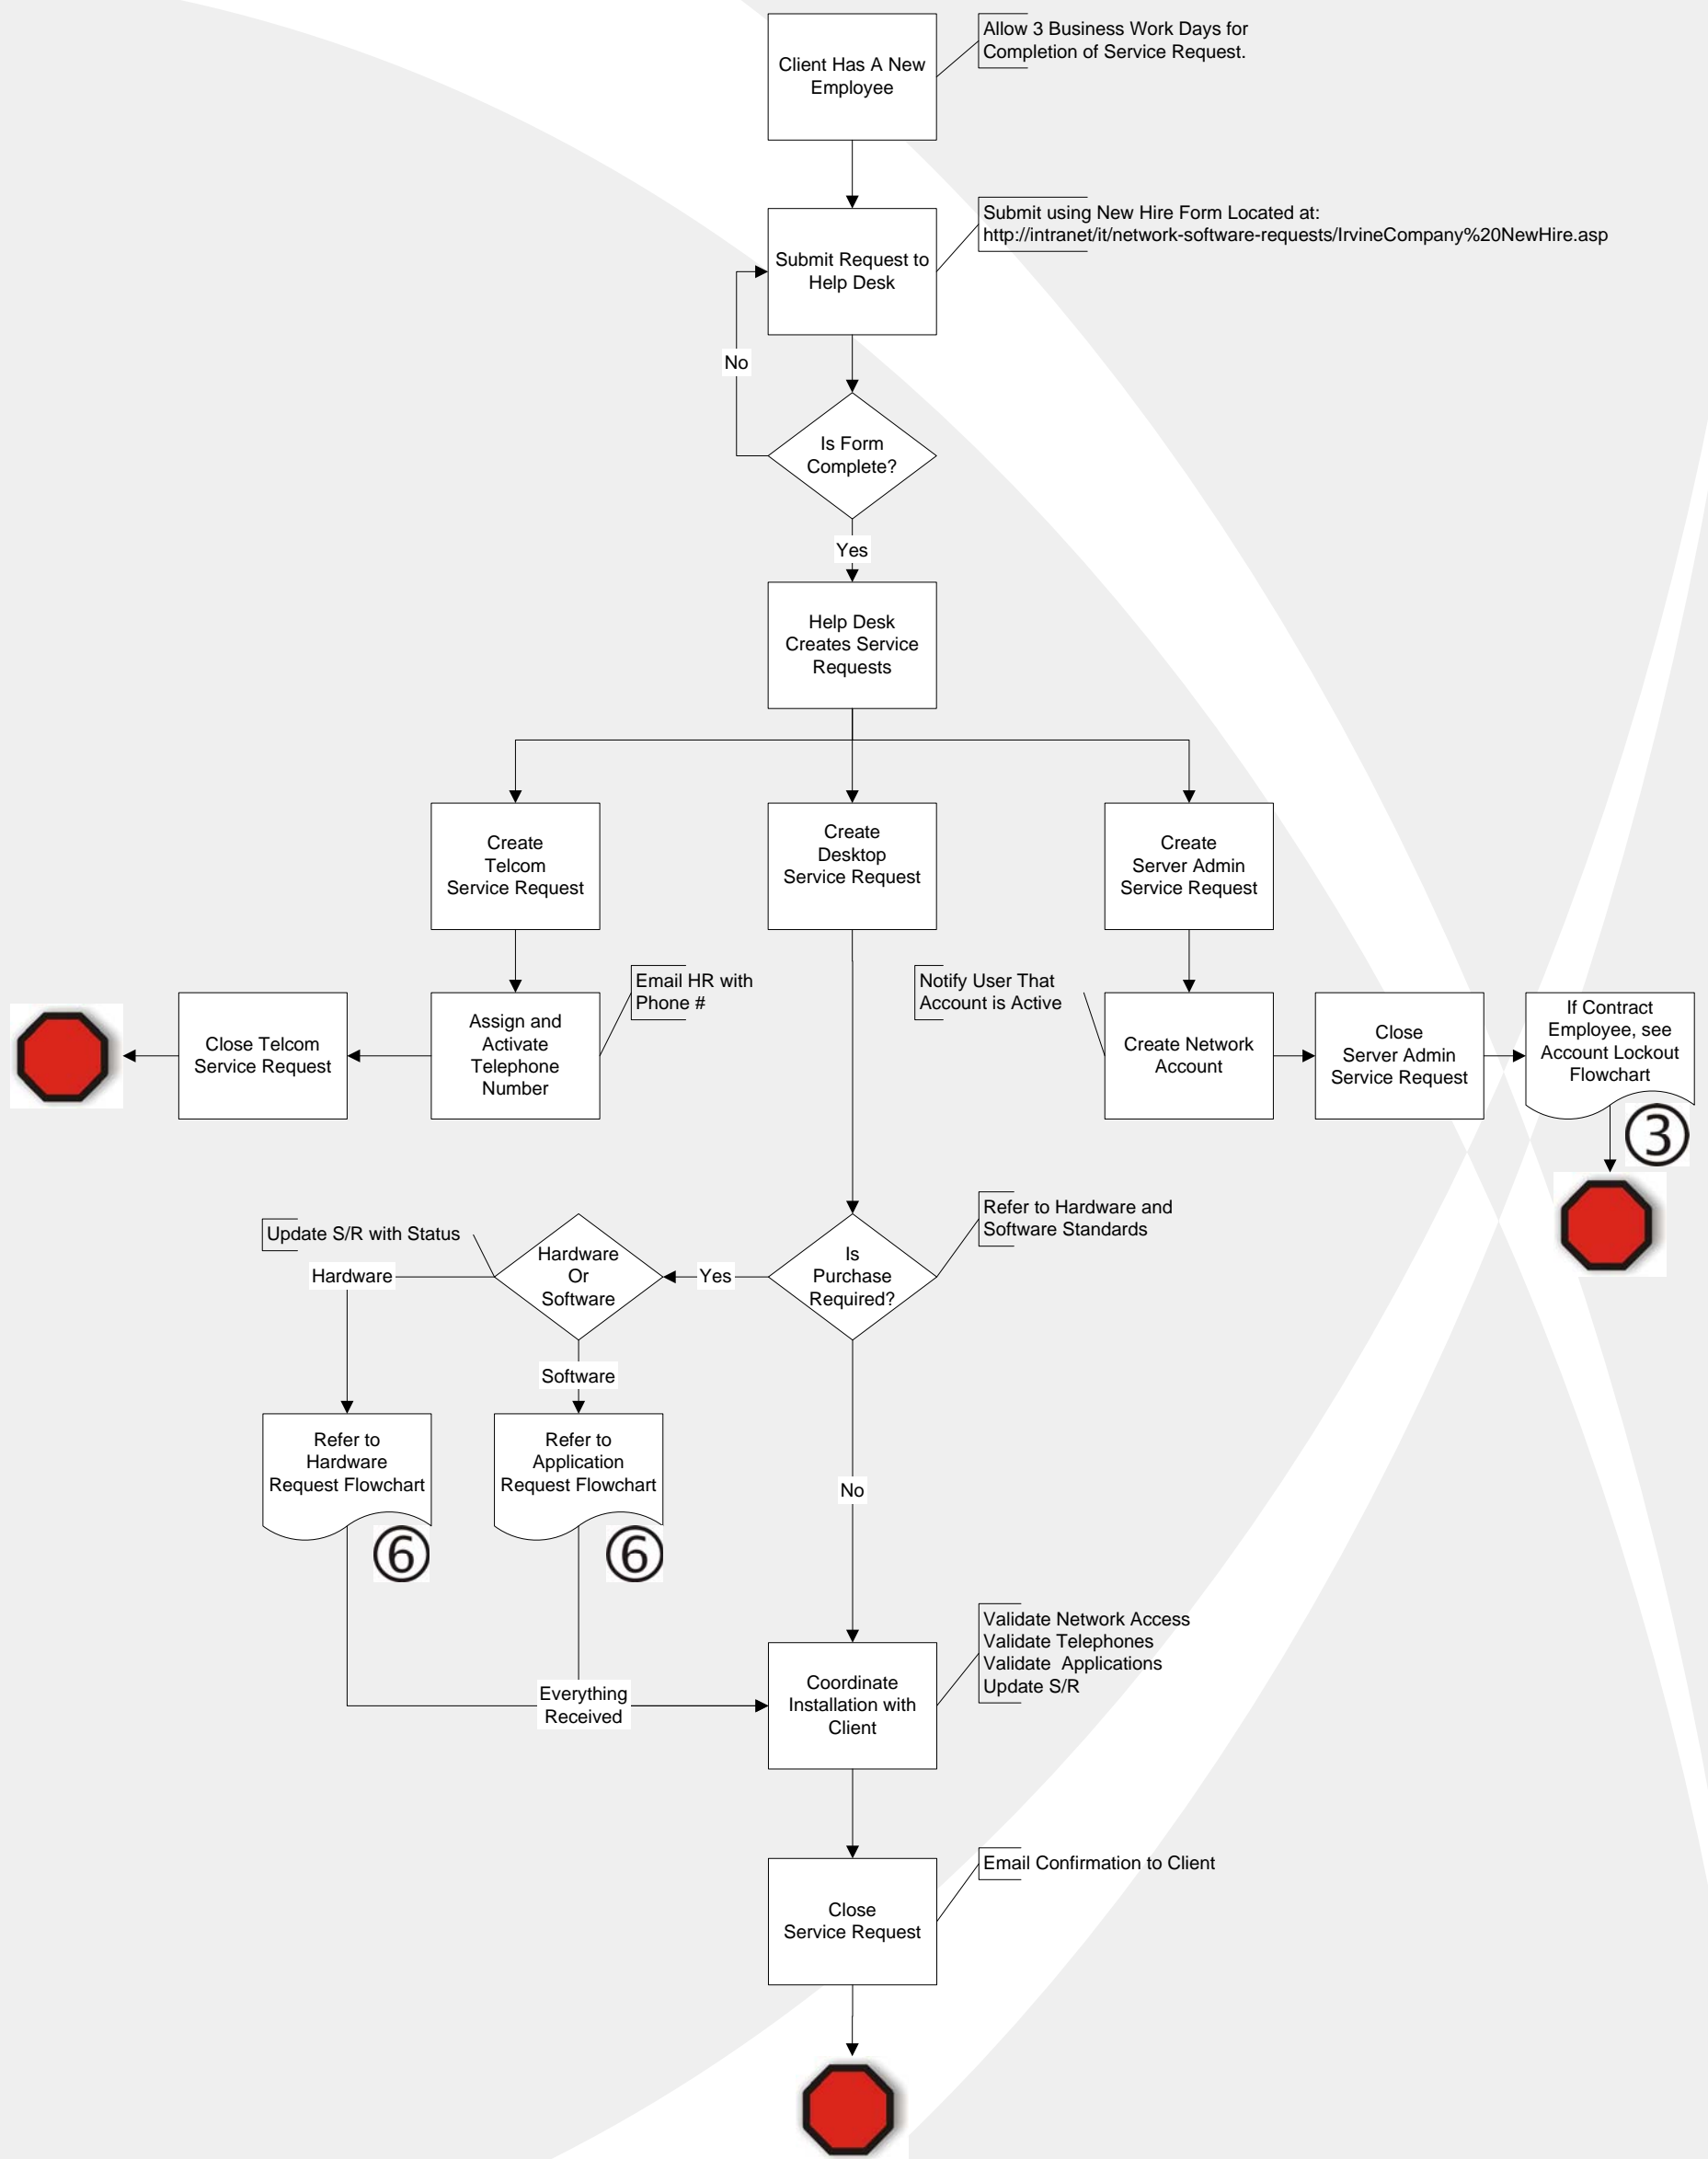 Client Has A New
Employee
Allow 3 Business Work Days for
Completion of Service Request.
Submit Request to
Help Desk
Submit using New Hire Form Located at:
http://intranet/it/network-software-requests/IrvineCompany%20NewHire.asp
No
Is Form
Complete?
Yes
Help Desk
Creates Service
Requests
Create
Telcom
Service Request
Create
Desktop
Service Request
Create
Server Admin
Service Request
Close Telcom
Service Request
Assign and
Activate
Telephone
Number
Email HR with
Phone #
Notify User That
Account is Active
Create Network
Account
Close
Server Admin
Service Request
If Contract
Employee, see
Account Lockout
Flowchart
③
Update S/R with Status
Hardware
Hardware
Or
Software
Yes
Is
Purchase
Required?
Refer to Hardware and
Software Standards
Software
Refer to
Hardware
Request Flowchart
⑥
Refer to
Application
Request Flowchart
⑥
No
Everything
Received
Coordinate
Installation with
Client
Validate Network Access
Validate Telephones
Validate  Applications
Update S/R
Close
Service Request
Email Confirmation to Client